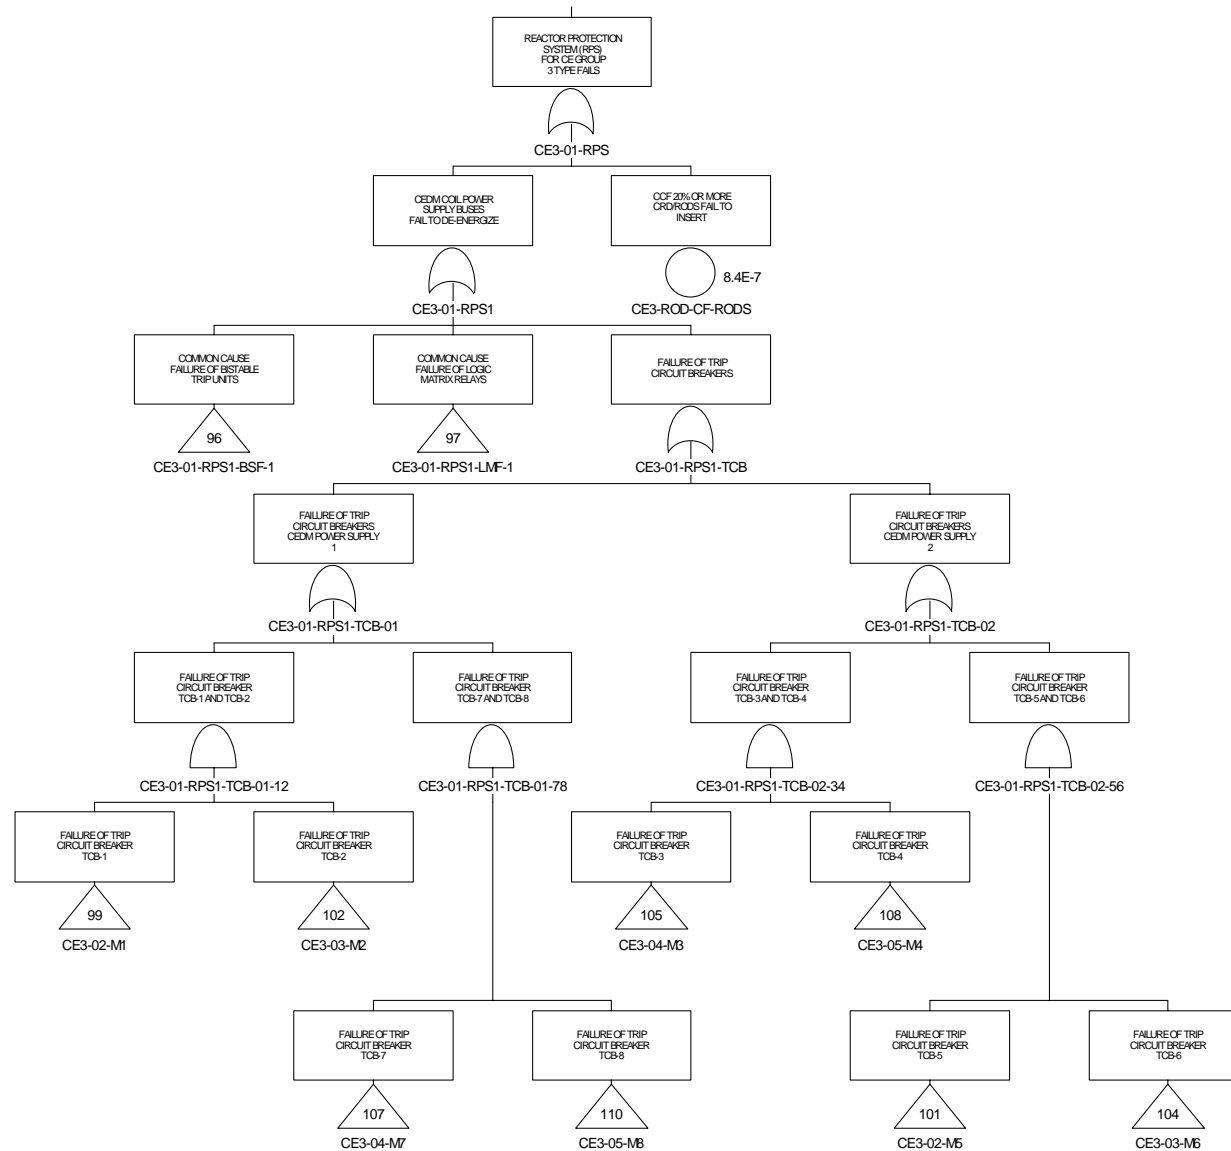 REACTOR PROTECTION
SYSTEM (RPS)
FOR CE GROUP
3 TYPE FAILS
CE3-01-RPS
CEDM COIL POWER
SUPPLY BUSES
FAIL TO DE-ENERGIZE
CE3-01-RPS1
CCF 20% OR MORE
CRD/RODS FAIL TO
INSERT
8.4E-7
CE3-ROD-CF-RODS
COMMON CAUSE
FAILURE OF BISTABLE
TRIP UNITS
96
CE3-01-RPS1-BSF-1
COMMON CAUSE
FAILURE OF LOGIC
MATRIX RELAYS
97
CE3-01-RPS1-LMF-1
FAILURE OF TRIP
CIRCUIT BREAKERS
CE3-01-RPS1-TCB
FAILURE OF TRIP
CIRCUIT BREAKERS
CEDM POWER SUPPLY
1
CE3-01-RPS1-TCB-01
FAILURE OF TRIP
CIRCUIT BREAKERS
CEDM POWER SUPPLY
2
CE3-01-RPS1-TCB-02
FAILURE OF TRIP
CIRCUIT BREAKER
TCB-1 AND TCB-2
CE3-01-RPS1-TCB-01-12
FAILURE OF TRIP
CIRCUIT BREAKER
TCB-7 AND TCB-8
CE3-01-RPS1-TCB-01-78
FAILURE OF TRIP
CIRCUIT BREAKER
TCB-3 AND TCB-4
CE3-01-RPS1-TCB-02-34
FAILURE OF TRIP
CIRCUIT BREAKER
TCB-5 AND TCB-6
CE3-01-RPS1-TCB-02-56
FAILURE OF TRIP
CIRCUIT BREAKER
TCB-1
99
CE3-02-M1
FAILURE OF TRIP
CIRCUIT BREAKER
TCB-2
102
CE3-03-M2
FAILURE OF TRIP
CIRCUIT BREAKER
TCB-3
105
CE3-04-M3
FAILURE OF TRIP
CIRCUIT BREAKER
TCB-4
108
CE3-05-M4
FAILURE OF TRIP
CIRCUIT BREAKER
TCB-7
107
CE3-04-M7
FAILURE OF TRIP
CIRCUIT BREAKER
TCB-8
110
CE3-05-M8
FAILURE OF TRIP
CIRCUIT BREAKER
TCB-5
101
CE3-02-M5
FAILURE OF TRIP
CIRCUIT BREAKER
TCB-6
104
CE3-03-M6